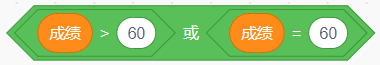 成绩 > 60 或 成绩 = 60